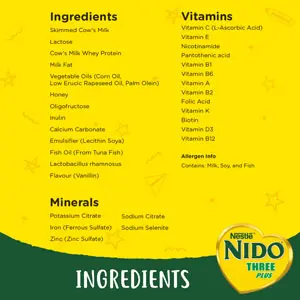 Ingredients
Skimmed Cow's Milk
Lactose
Cow's Milk Whey Protein
Milk Fat
Vegetable Oils (Corn Oil,
Low Erucic Rapeseed Oil, Palm Olein)
Honey
Oligofructose
Inulin
Calcium Carbonate
Emulsifier (Lecithin Soya)
Fish Oil (From Tuna Fish)
Lactobacillus rhamnosus
Flavour (Vanillin)
Vitamins
Vitamin C (L-Ascorbic Acid)
Vitamin E
Nicotinamide
Pantothenic acid
Vitamin B1
Vitamin B6
Vitamin A
Vitamin B2
Folic Acid
Vitamin K
Biotin
Vitamin D3
Vitamin B12
Allergen Info
Contains: Milk, Soy, and Fish
Minerals
Potassium Citrate
Iron (Ferrous Sulfate)
Zinc (Zinc Sulfate)
Sodium Citrate
Sodium Selenite
Nestlé
NIDO
THREE
PLUS
INGREDIENTS